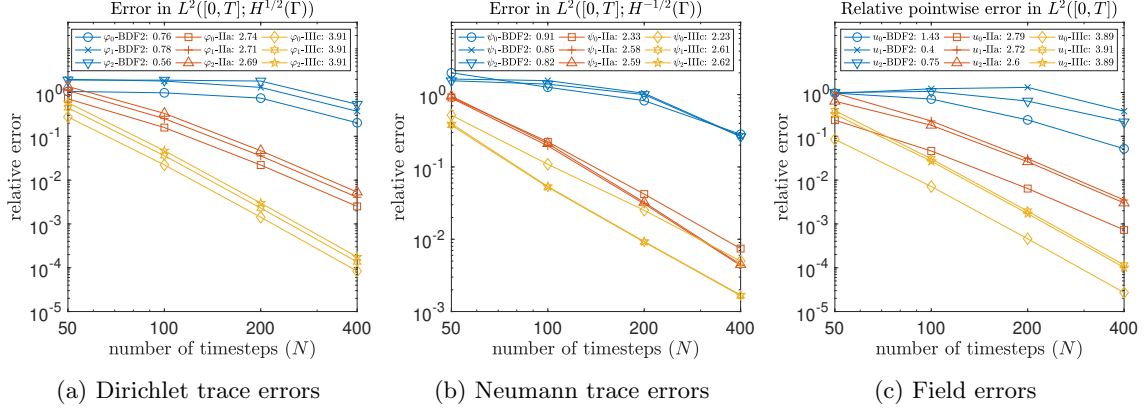 Error in L²([0, T]; H^{1/2}(Γ))
φ₀-BDF2: 0.76 φ₀-IIa: 2.74 φ₀-IIIc: 3.91
φ₁-BDF2: 0.78 φ₁-IIa: 2.71 φ₁-IIIc: 3.91
φ₂-BDF2: 0.56 φ₂-IIa: 2.69 φ₂-IIIc: 3.91
relative error
10⁰
10⁻¹
10⁻²
10⁻³
10⁻⁴
10⁻⁵
50 100 200 400
number of timesteps (N)
(a) Dirichlet trace errors
Error in L²([0, T]; H^{-1/2}(Γ))
ψ₀-BDF2: 0.91 ψ₀-IIa: 2.33 ψ₀-IIIc: 2.23
ψ₁-BDF2: 0.85 ψ₁-IIa: 2.58 ψ₁-IIIc: 2.61
ψ₂-BDF2: 0.82 ψ₂-IIa: 2.59 ψ₂-IIIc: 2.62
relative error
10⁰
10⁻¹
10⁻²
10⁻³
50 100 200 400
number of timesteps (N)
(b) Neumann trace errors
Relative pointwise error in L²([0, T])
u₀-BDF2: 1.43 u₀-IIa: 2.79 u₀-IIIc: 3.89
u₁-BDF2: 0.4 u₁-IIa: 2.72 u₁-IIIc: 3.91
u₂-BDF2: 0.75 u₂-IIa: 2.6 u₂-IIIc: 3.89
relative error
10⁰
10⁻¹
10⁻²
10⁻³
10⁻⁴
10⁻⁵
50 100 200 400
number of timesteps (N)
(c) Field errors